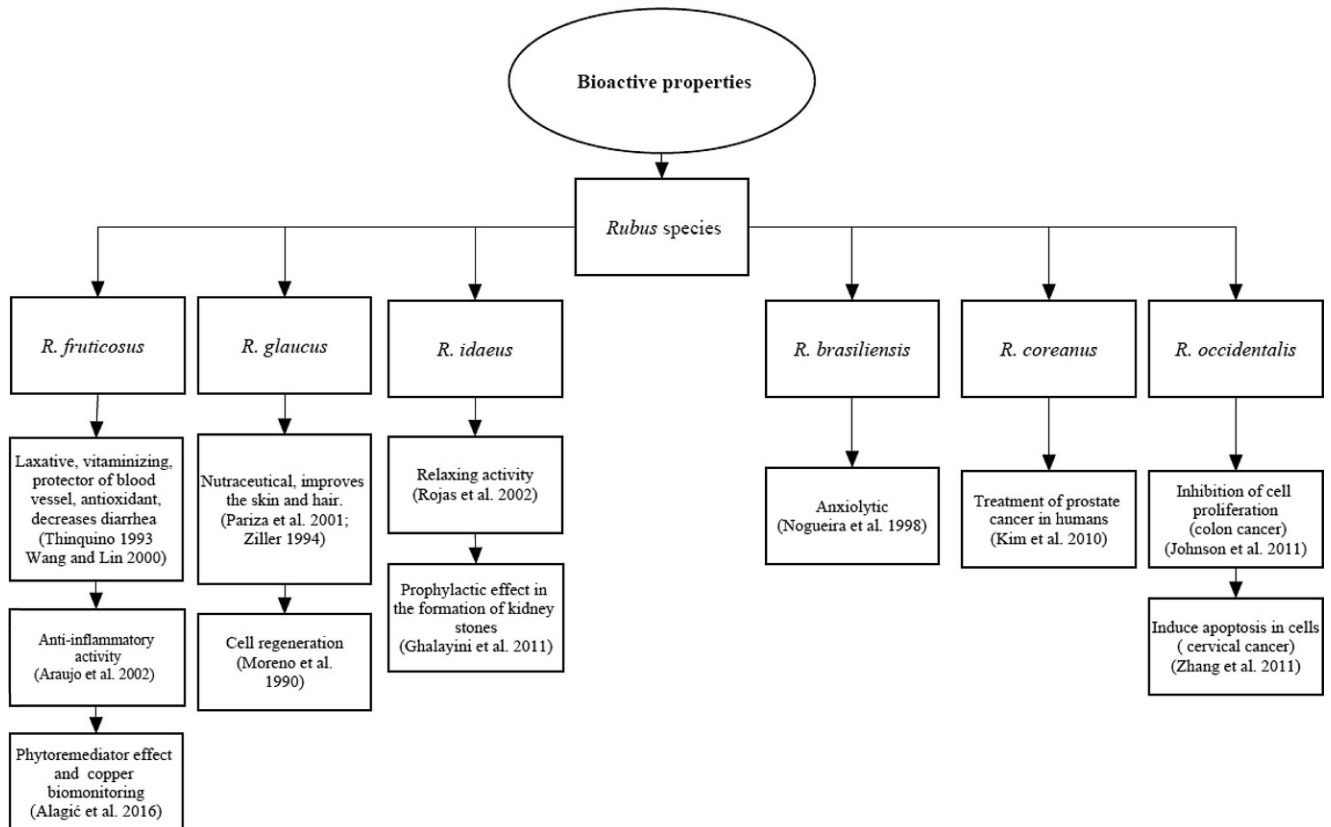 Bioactive properties
Rubus species
R. fruticosus
R. glaucus
R. idaeus
R. brasiliensis
R. coreanus
R. occidentalis
Laxative, vitaminizing,
protector of blood
vessel, antioxidant,
decreases diarrhea
(Thinquino 1993
Wang and Lin 2000)
Nutraceutical, improves
the skin and hair.
(Pariza et al. 2001;
Ziller 1994)
Relaxing activity
(Rojas et al. 2002)
Anxiolytic
(Nogueira et al. 1998)
Treatment of prostate
cancer in humans
(Kim et al. 2010)
Inhibition of cell
proliferation
(colon cancer)
(Johnson et al. 2011)
Anti-inflammatory
activity
(Araujo et al. 2002)
Cell regeneration
(Moreno et al.
1990)
Prophylactic effect in
the formation of kidney
stones
(Ghalayini et al. 2011)
Induce apoptosis in cells
( cervical cancer)
(Zhang et al. 2011)
Phytoremediator effect
and copper
biomonitoring
(Alagić et al. 2016)